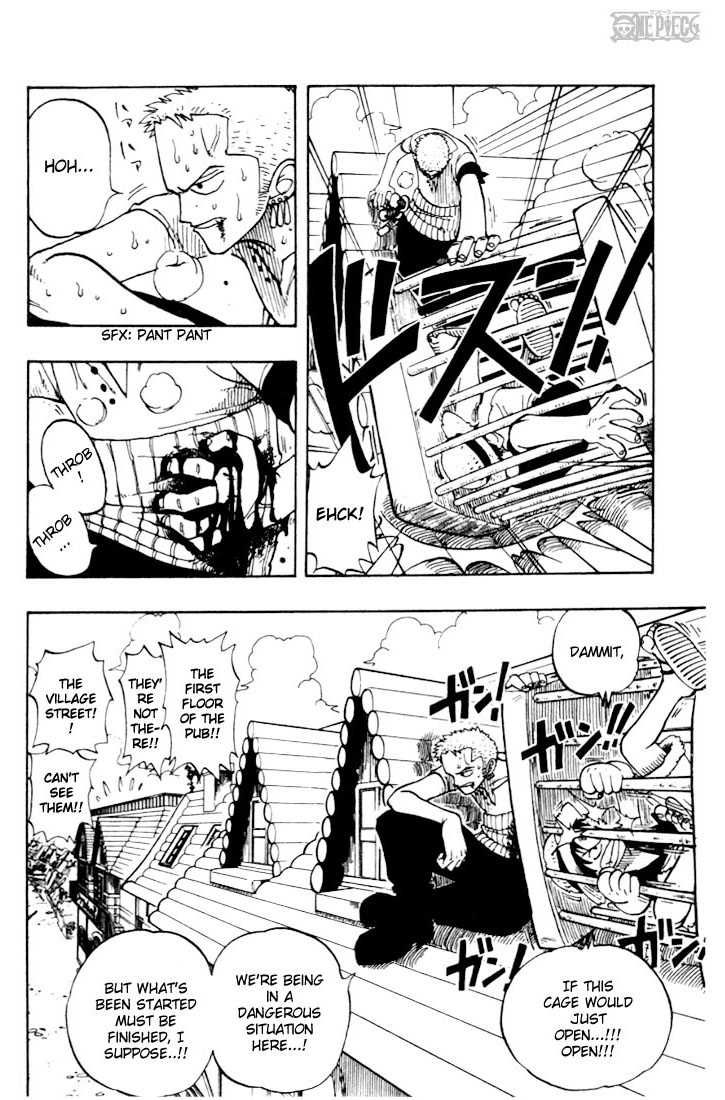 ONE PIECE
ドスン!!
EHCK!
HOH...
SFX: PANT PANT
THROB
!
THROB
...
DAMMIT,
ガン!
ガン!
ガン!
ガン!
IF THIS
CAGE WOULD
JUST
OPEN...!!!
OPEN!!!
THE
FIRST
FLOOR
OF THE
PUB!!
THEY'
RE
NOT
THE-
RE!!
THE
VILLAGE
STREET!
!
CAN'T
SEE
THEM!!
WE'RE BEING
IN A
DANGEROUS
SITUATION
HERE...!
BUT WHAT'S
BEEN STARTED
MUST BE
FINISHED, I
SUPPOSE..!!